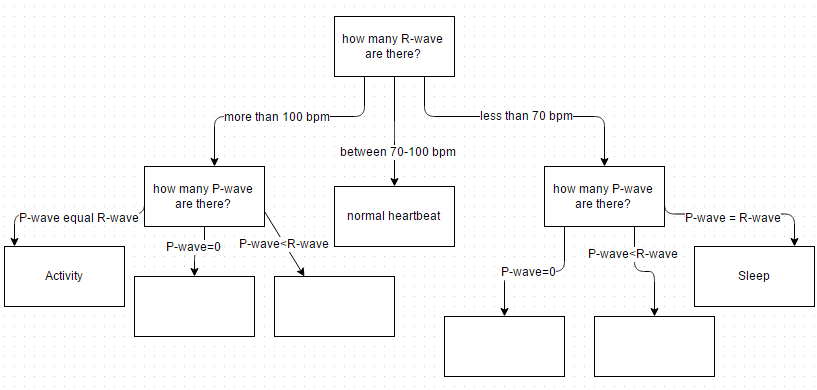 how many R-wave
are there?
more than 100 bpm
less than 70 bpm
between 70-100 bpm
how many P-wave
are there?
normal heartbeat
how many P-wave
are there?
P-wave equal R-wave
P-wave=0
P-wave<R-wave
P-wave=0
P-wave<R-wave
P-wave = R-wave
Activity
Sleep